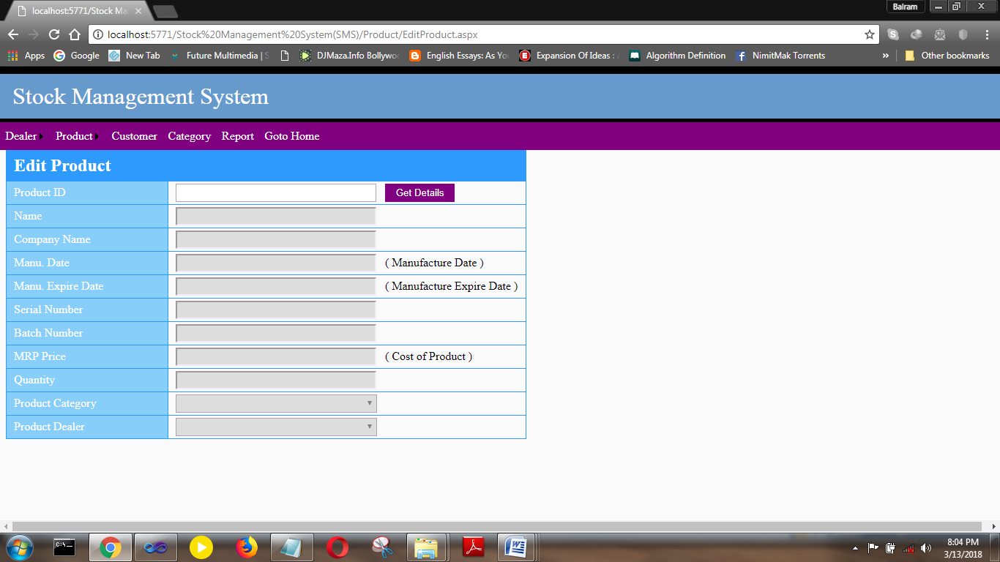 localhost:5771/Stock Ma
Balram
localhost:5771/Stock%20Management%20System(SMS)/Product/EditProduct.aspx
Apps Google New Tab Future Multimedia | S DJMaza.Info Bollywo English Essays: As You Expansion Of Ideas : Algorithm Definition NimitMak Torrents » Other bookmarks
Stock Management System
Dealer Product Customer Category Report Goto Home
Edit Product
Product ID Get Details
Name
Company Name
Manu. Date ( Manufacture Date )
Manu. Expire Date ( Manufacture Expire Date )
Serial Number
Batch Number
MRP Price ( Cost of Product )
Quantity
Product Category
Product Dealer
C:\
8:04 PM
3/13/2018